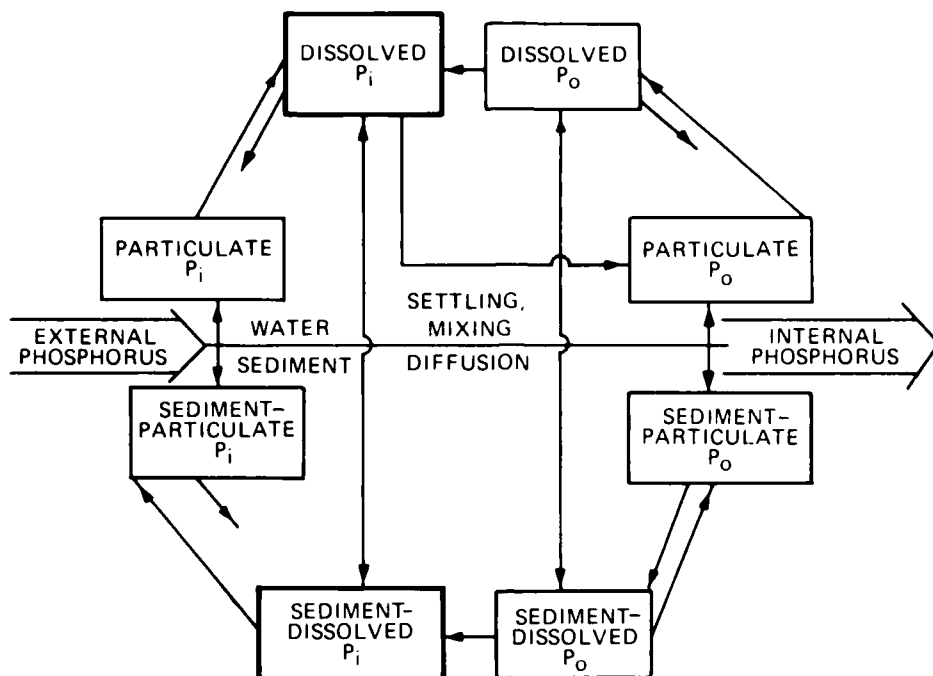 DISSOLVED
Pi
DISSOLVED
Po
PARTICULATE
Pi
PARTICULATE
Po
EXTERNAL
PHOSPHORUS
WATER
SEDIMENT
SETTLING,
MIXING
DIFFUSION
INTERNAL
PHOSPHORUS
SEDIMENT–
PARTICULATE
Pi
SEDIMENT–
PARTICULATE
Po
SEDIMENT–
DISSOLVED
Pi
SEDIMENT–
DISSOLVED
Po